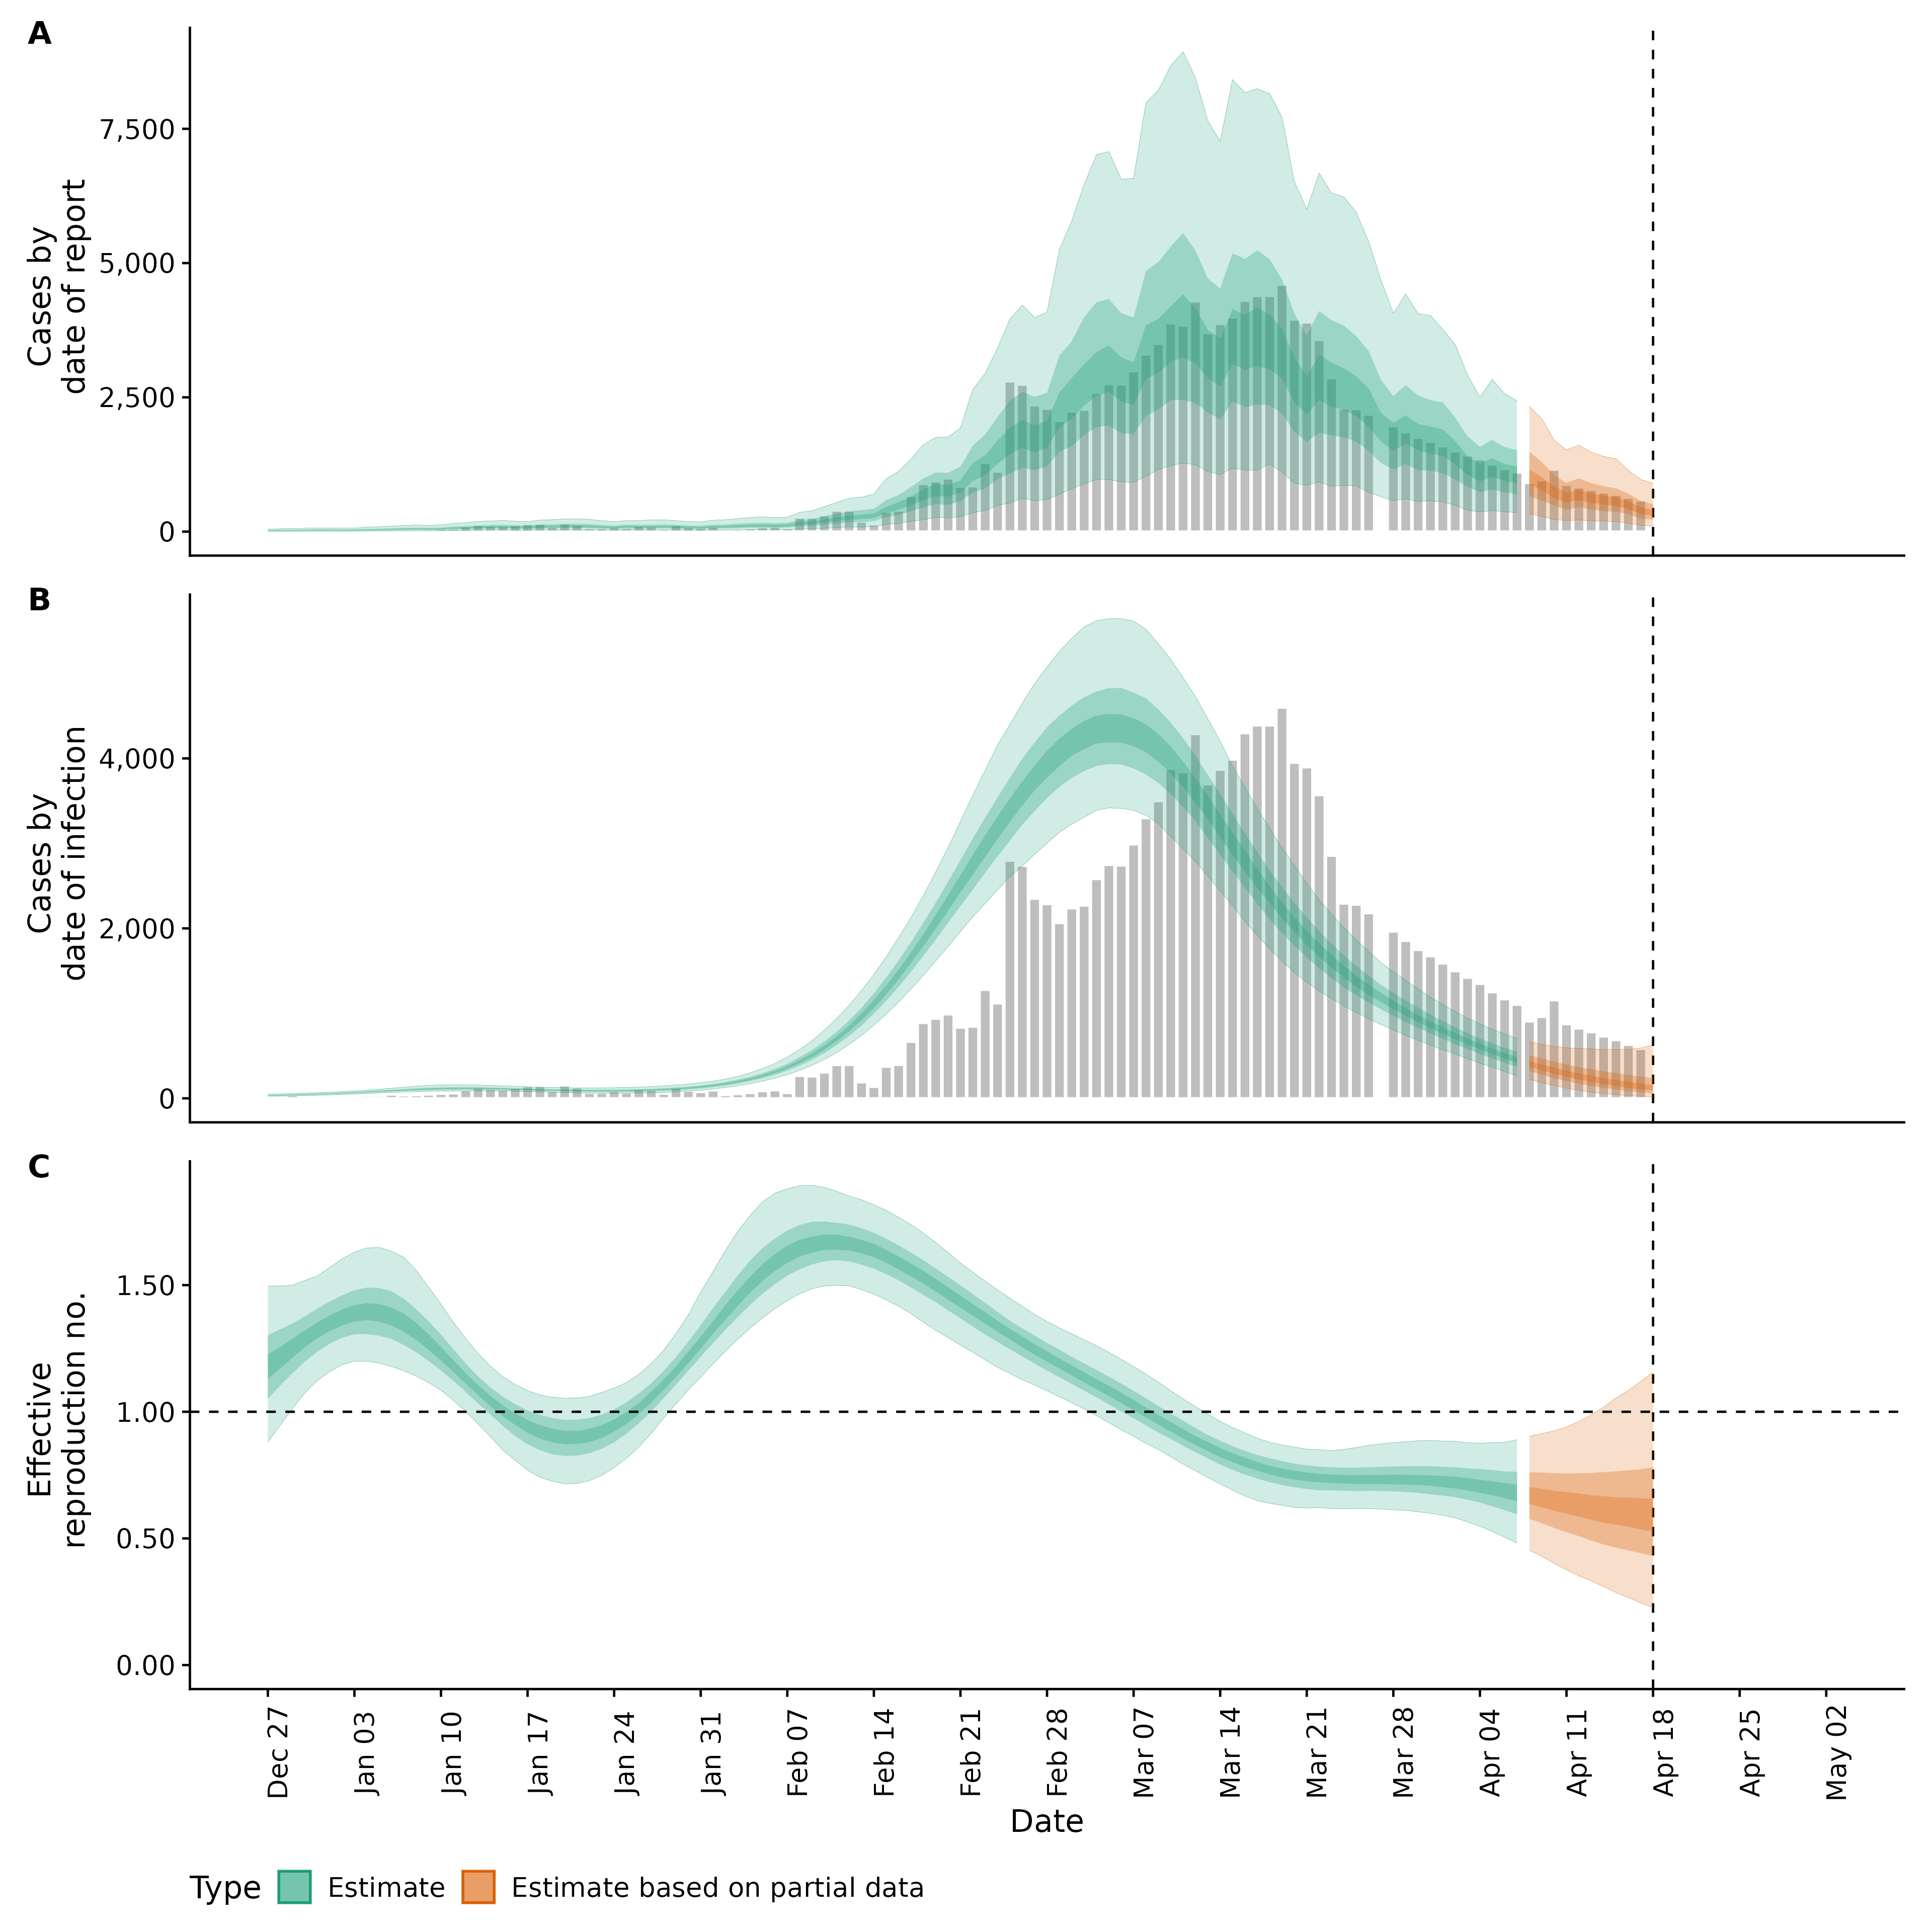 A
Cases by
date of report
7,500
5,000
2,500
0
B
Cases by
date of infection
4,000
2,000
0
C
Effective
reproduction no.
1.50
1.00
0.50
0.00
Dec 27
Jan 03
Jan 10
Jan 17
Jan 24
Jan 31
Feb 07
Feb 14
Feb 21
Feb 28
Mar 07
Mar 14
Mar 21
Mar 28
Apr 04
Apr 11
Apr 18
Apr 25
May 02
Date
Type Estimate Estimate based on partial data